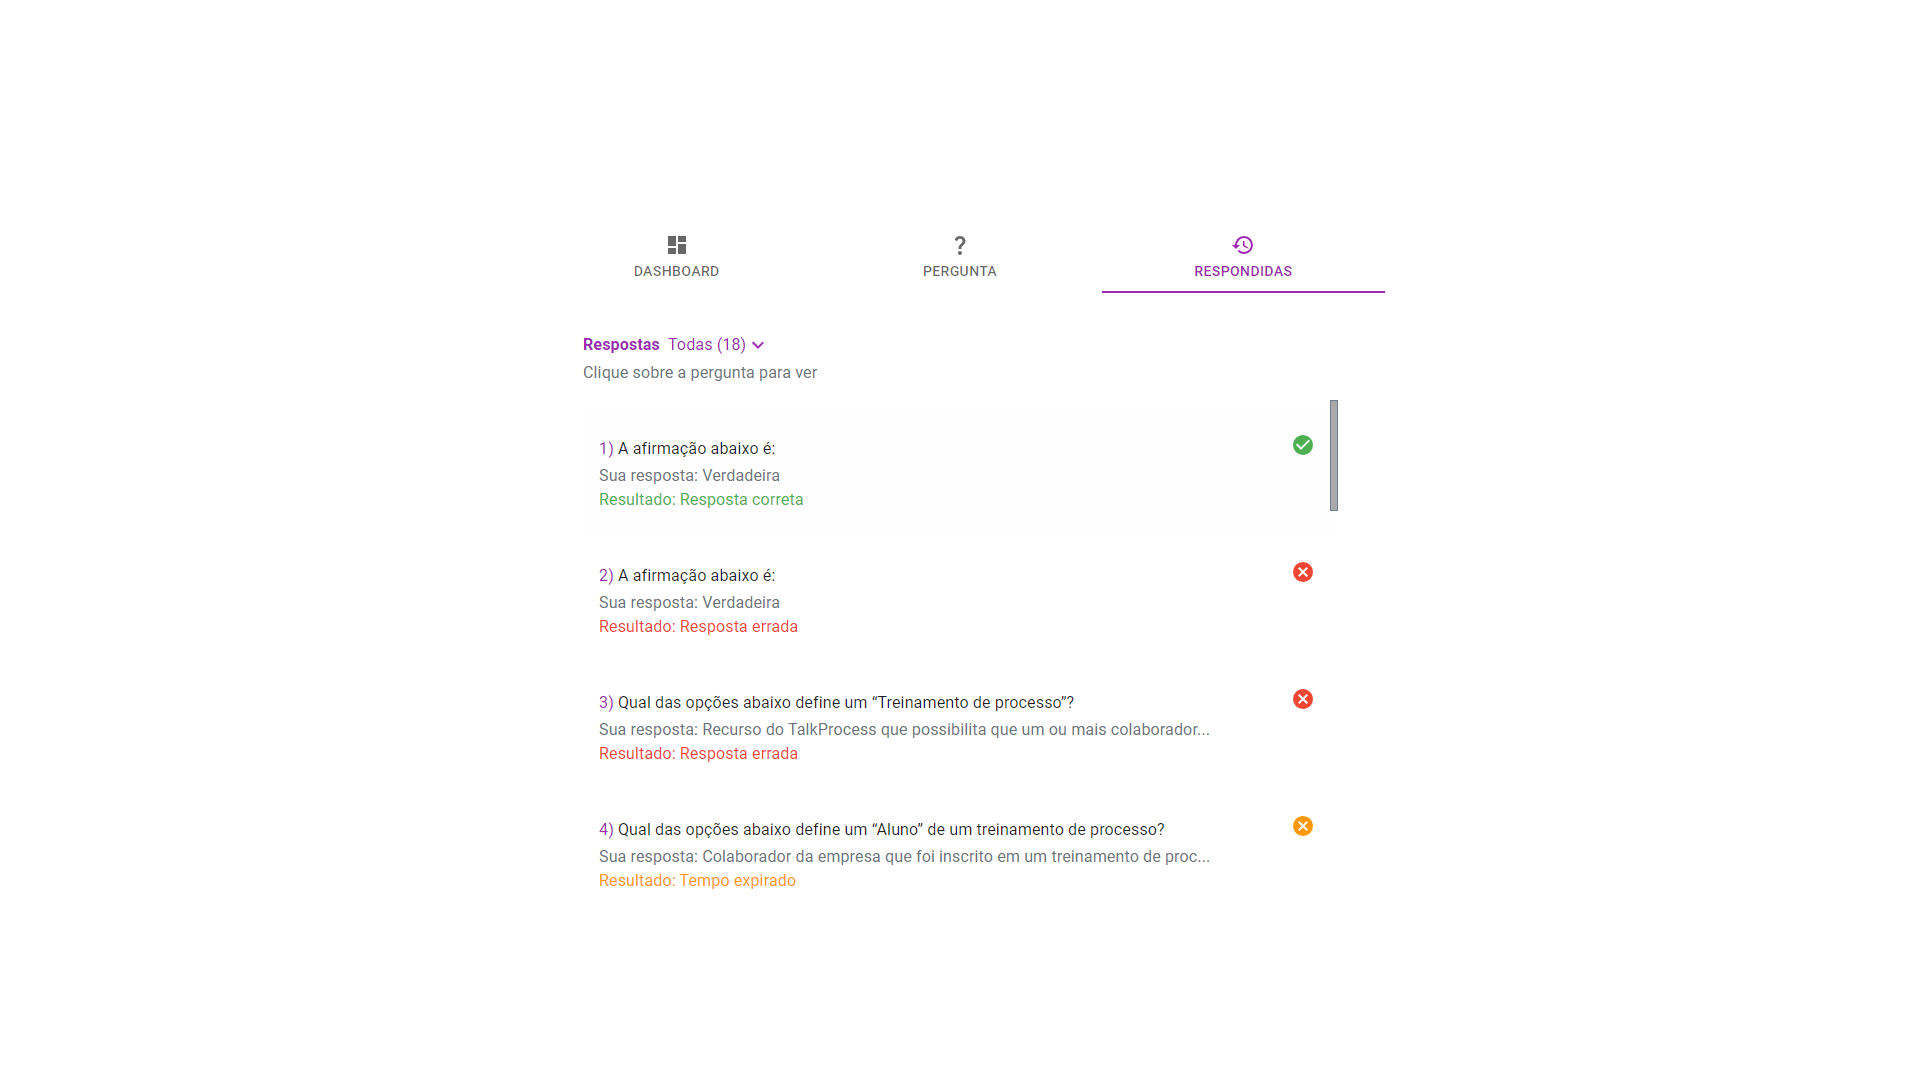 DASHBOARD
PERGUNTA
RESPONDIDAS
Respostas Todas (18)
Clique sobre a pergunta para ver
1) A afirmação abaixo é:
Sua resposta: Verdadeira
Resultado: Resposta correta
2) A afirmação abaixo é:
Sua resposta: Verdadeira
Resultado: Resposta errada
3) Qual das opções abaixo define um “Treinamento de processo”?
Sua resposta: Recurso do TalkProcess que possibilita que um ou mais colaborador...
Resultado: Resposta errada
4) Qual das opções abaixo define um “Aluno” de um treinamento de processo?
Sua resposta: Colaborador da empresa que foi inscrito em um treinamento de proc...
Resultado: Tempo expirado